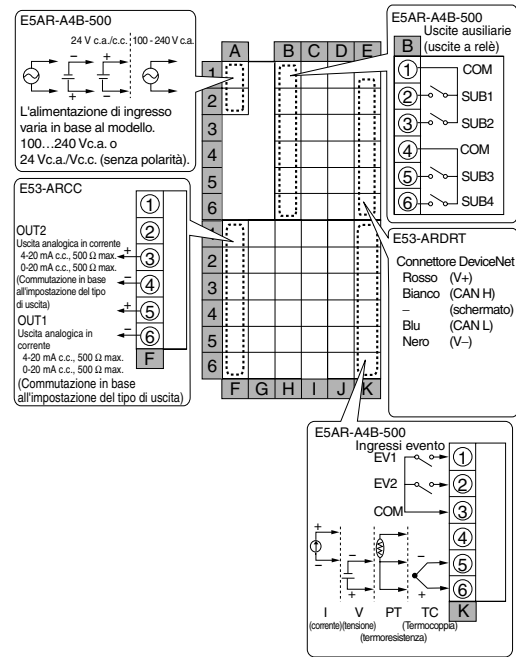 E5AR-A4B-500
24 V c.a./c.c.
100 - 240 V c.a.
L'alimentazione di ingresso
varia in base al modello.
100…240 Vc.a. o
24 Vc.a./Vc.c. (senza polarità).
A B C D E
1
2
3
4
5
6
1
2
3
4
5
6
F G H I J K
E5AR-A4B-500
Uscite ausiliarie
(uscite a relè)
B
1 COM
2 SUB1
3 SUB2
4 COM
5 SUB3
6 SUB4
E53-ARCC
OUT2
Uscita analogica in corrente
4-20 mA c.c., 500 Ω max.
0-20 mA c.c., 500 Ω max.
(Commutazione in base
all'impostazione del tipo
di uscita)
OUT1
Uscita analogica in
corrente
4-20 mA c.c., 500 Ω max.
0-20 mA c.c., 500 Ω max.
(Commutazione in base
all'impostazione del tipo di uscita)
1
2
+ 3
− 4
+ 5
− 6
F
E53-ARDRT
Connettore DeviceNet
Rosso (V+)
Bianco (CAN H)
– (schermato)
Blu (CAN L)
Nero (V–)
E5AR-A4B-500
Ingressi evento
EV1 1
EV2 2
COM 3
4
5
6
K
+ − − + − +
I V PT TC
(corrente) (tensione) (Termocoppia)
(termoresistenza)